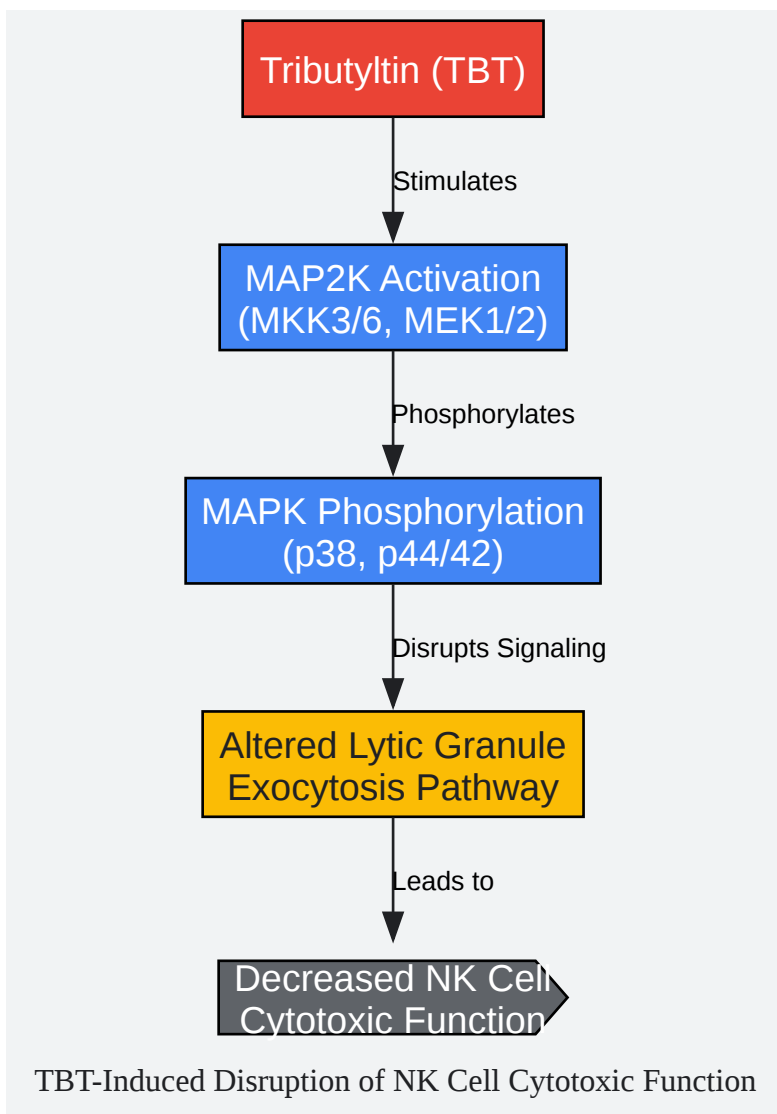 Tributyltin (TBT)
Stimulates
MAP2K Activation
(MKK3/6, MEK1/2)
Phosphorylates
MAPK Phosphorylation
(p38, p44/42)
Disrupts Signaling
Altered Lytic Granule
Exocytosis Pathway
Leads to
Decreased NK Cell
Cytotoxic Function
TBT-Induced Disruption of NK Cell Cytotoxic Function